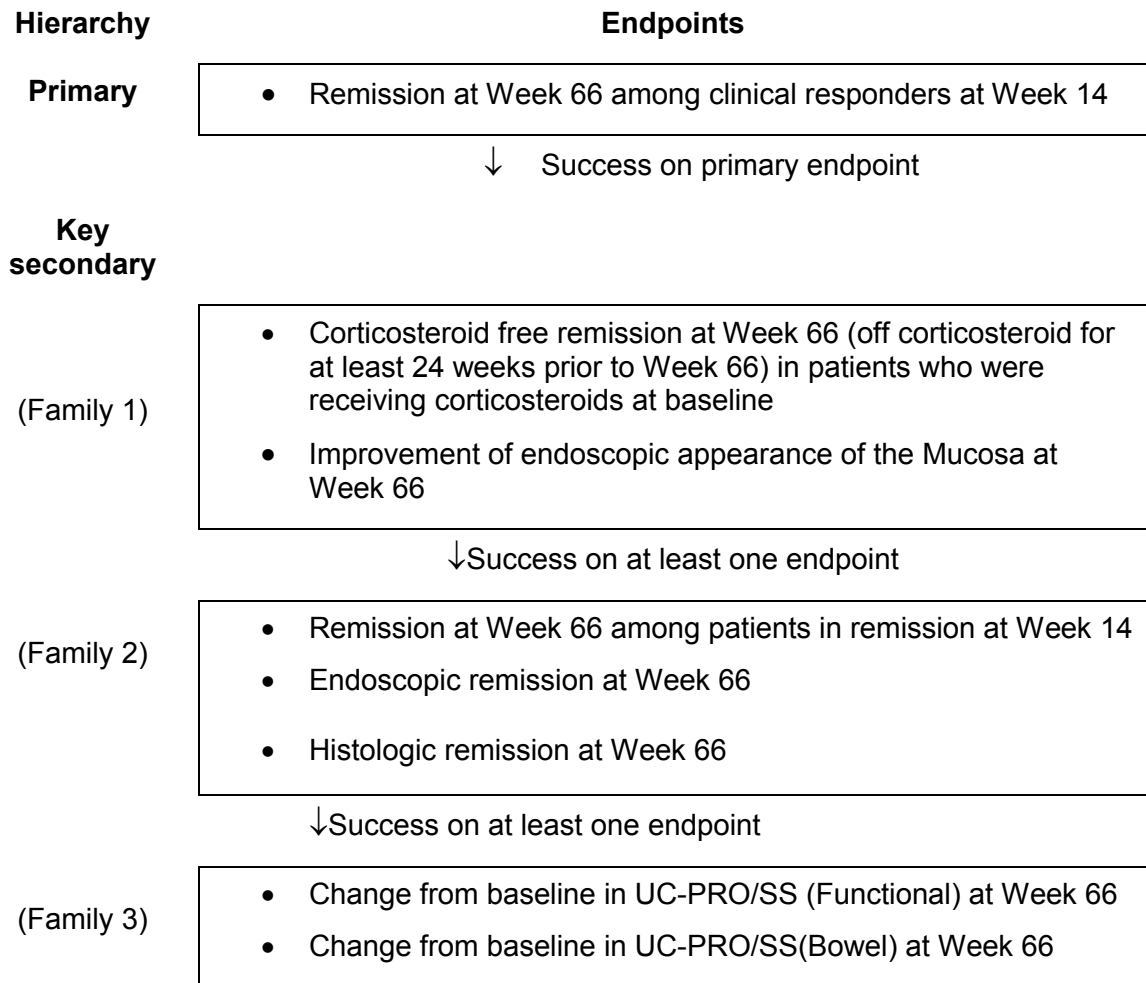 Hierarchy Endpoints
Primary
• Remission at Week 66 among clinical responders at Week 14
↓ Success on primary endpoint
Key
secondary
(Family 1)
• Corticosteroid free remission at Week 66 (off corticosteroid for
at least 24 weeks prior to Week 66) in patients who were
receiving corticosteroids at baseline
• Improvement of endoscopic appearance of the Mucosa at
Week 66
↓Success on at least one endpoint
(Family 2)
• Remission at Week 66 among patients in remission at Week 14
• Endoscopic remission at Week 66
• Histologic remission at Week 66
↓Success on at least one endpoint
(Family 3)
• Change from baseline in UC-PRO/SS (Functional) at Week 66
• Change from baseline in UC-PRO/SS(Bowel) at Week 66